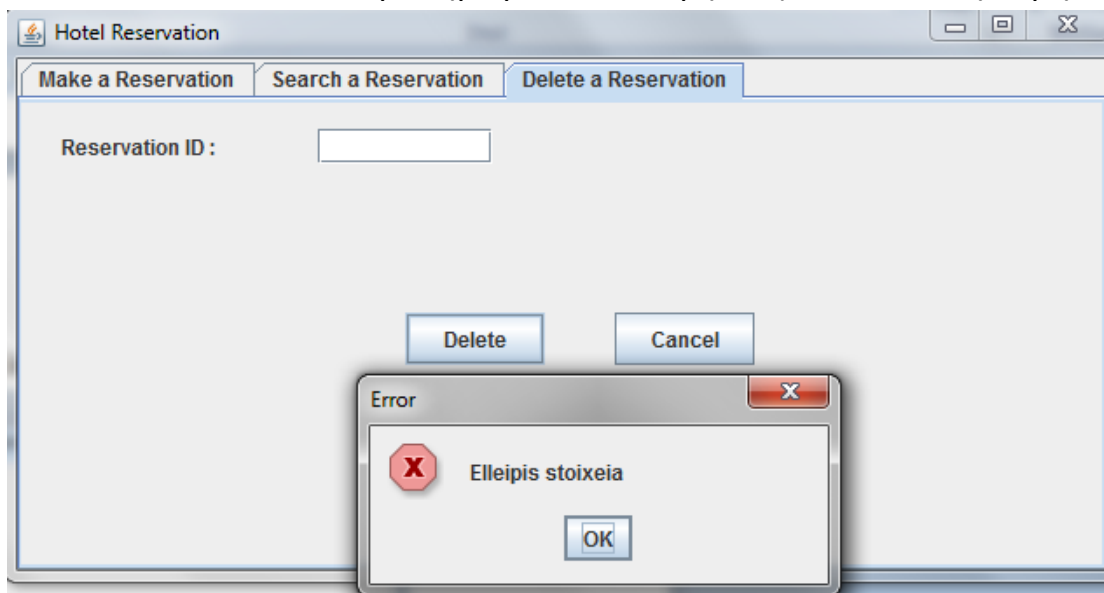 Hotel Reservation
Make a Reservation Search a Reservation Delete a Reservation
Reservation ID :
Delete Cancel
Error
Elleipis stoixeia
OK